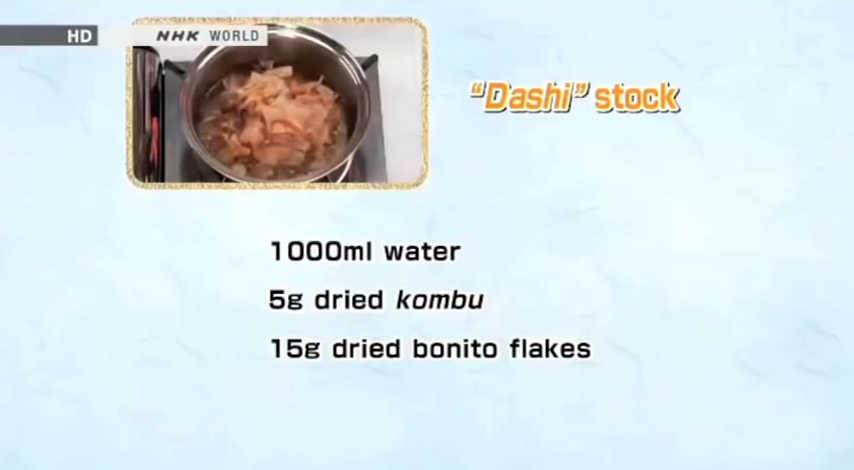 HD
NHK WORLD
"Dashi" stock
1000ml water
5g dried kombu
15g dried bonito flakes